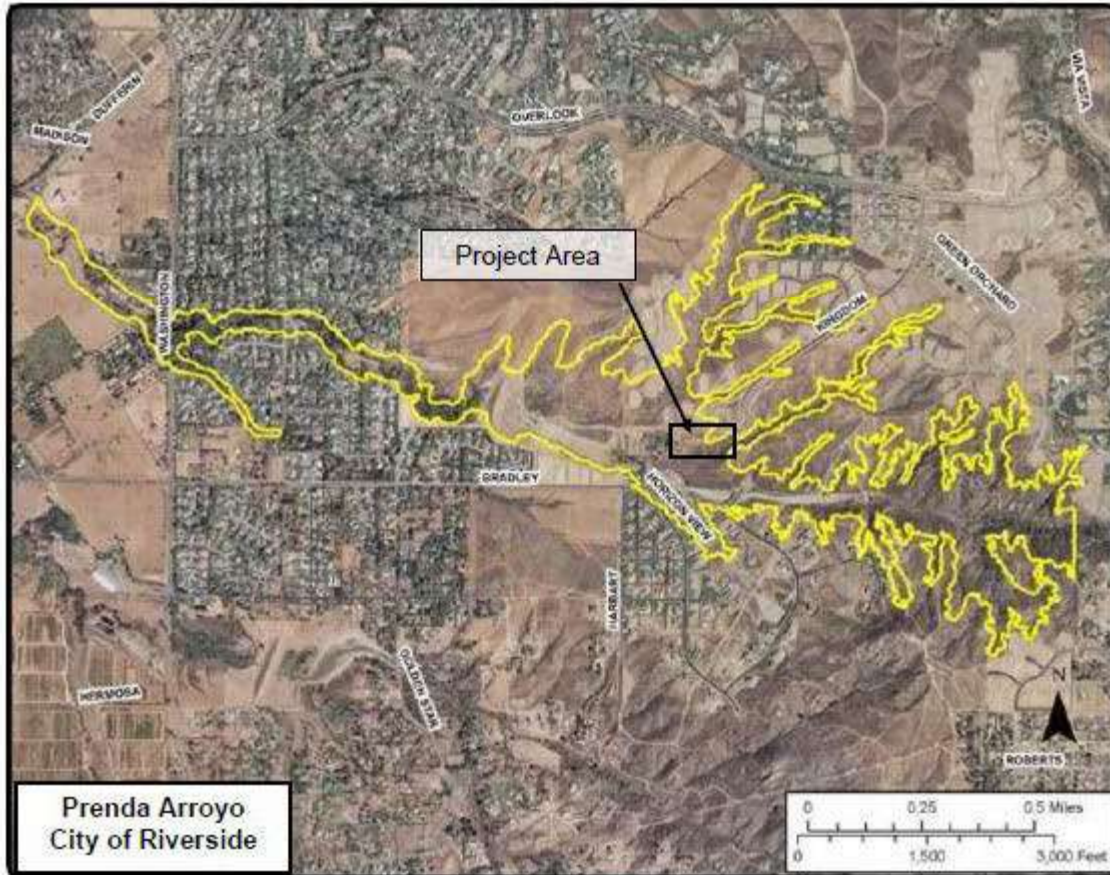 MADISON
DUFFERIN
OVERLOOK
VIA VISTA
WASHINGTON
Project Area
GREEN ORCHARD
KINGDOM
BRADLEY
HORIZON VIEW
HARBART
GOLDEN STAR
HERMOSA
N
ROBERTS
Prenda Arroyo
City of Riverside
0 0.25 0.5 Miles
0 1,500 3,000 Feet